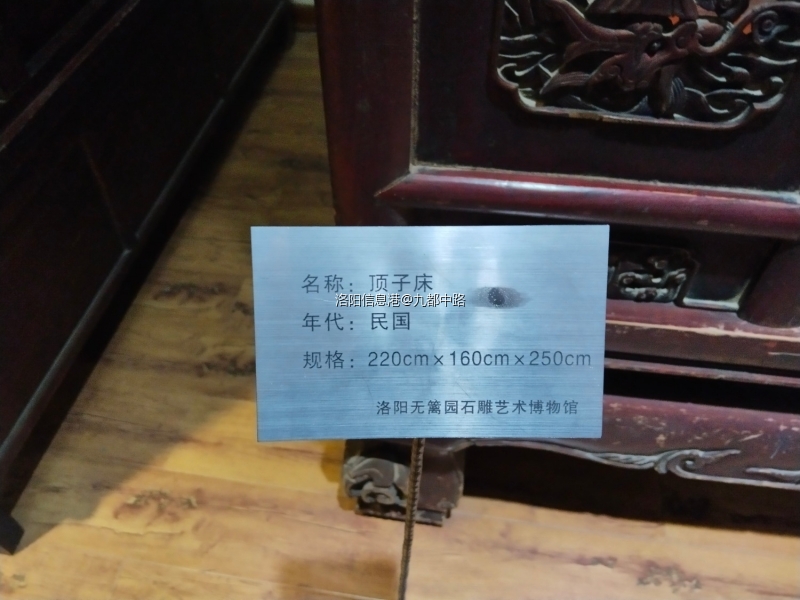 名称：顶子床
洛阳信息港@九都中路
年代：民国
规格：220cm×160cm×250cm
洛阳无篱园石雕艺术博物馆